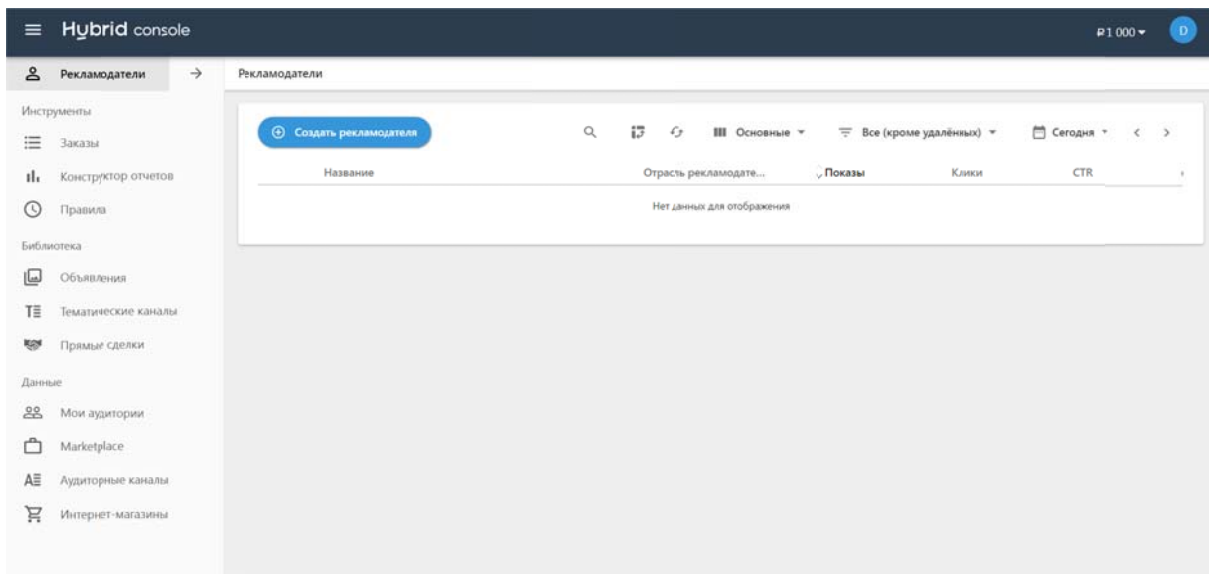 Hybrid console
₽1 000
D
Рекламодатели
Рекламодатели
Инструменты
Заказы
Конструктор отчетов
Правила
Библиотека
Объявления
Тематические каналы
Прямые сделки
Данные
Мои аудитории
Marketplace
Аудиторные каналы
Интернет-магазины
Создать рекламодателя
Основные
Все (кроме удалённых)
Сегодня
Название Отрасль рекламодате... Показы Клики CTR
Нет данных для отображения